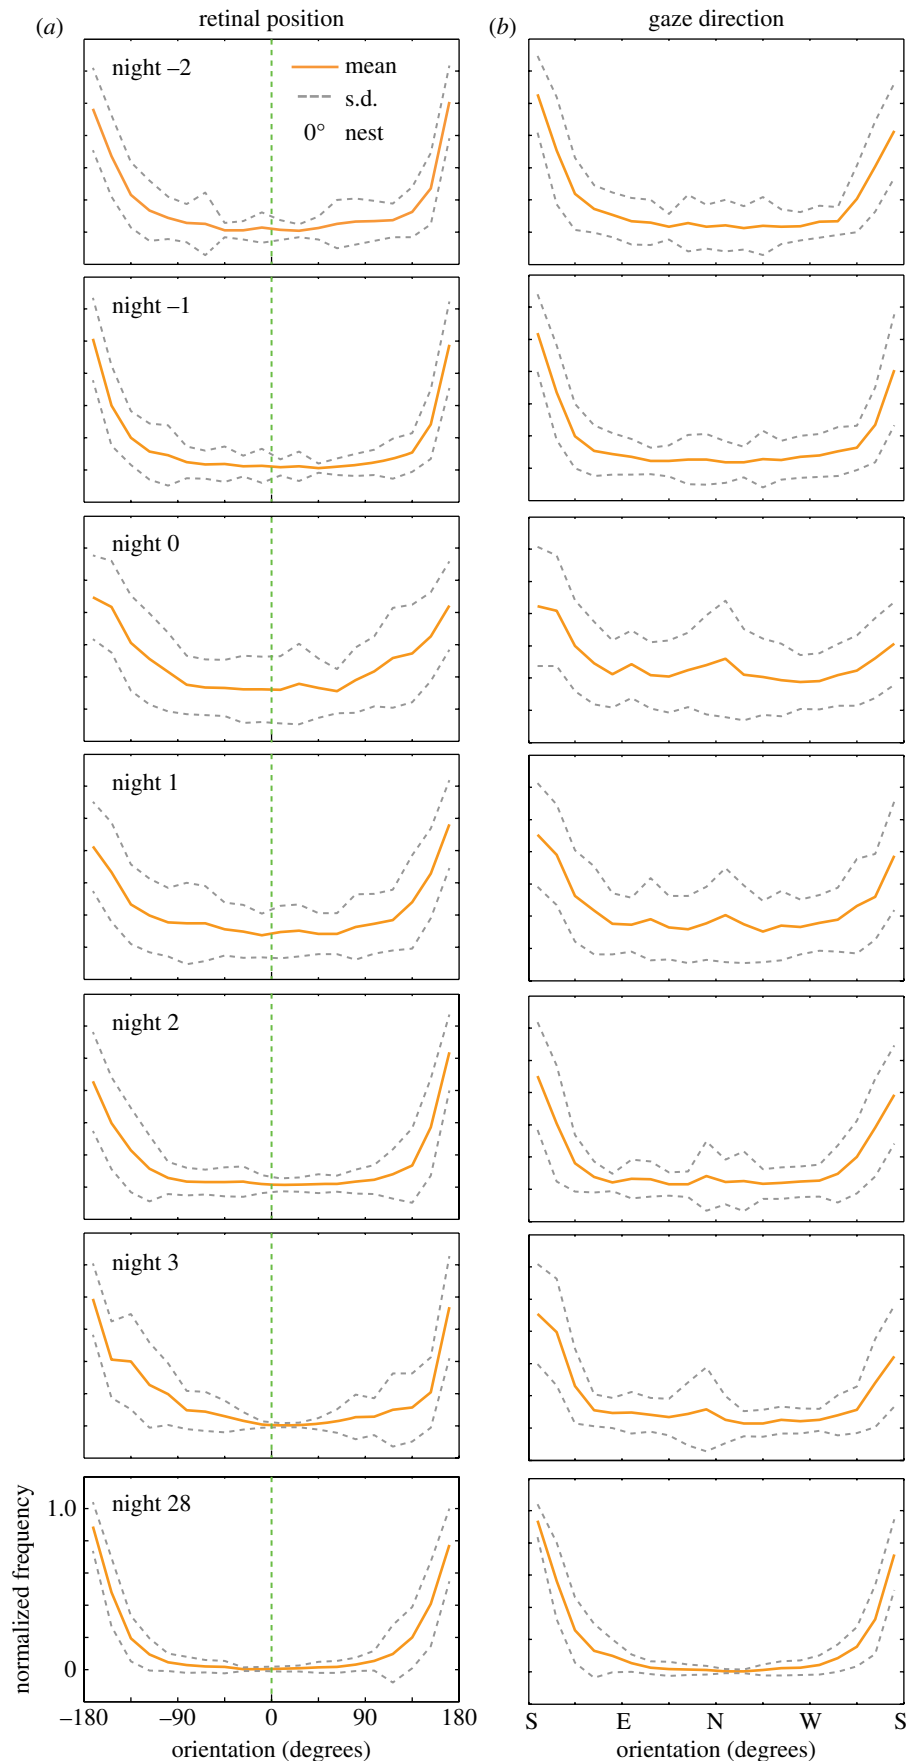 (a) retinal position
(b) gaze direction
night –2
mean
s.d.
0° nest
night –1
night 0
night 1
night 2
night 3
night 28
normalized frequency
1.0
0
–180 –90 0 90 180
orientation (degrees)
S E N W S
orientation (degrees)